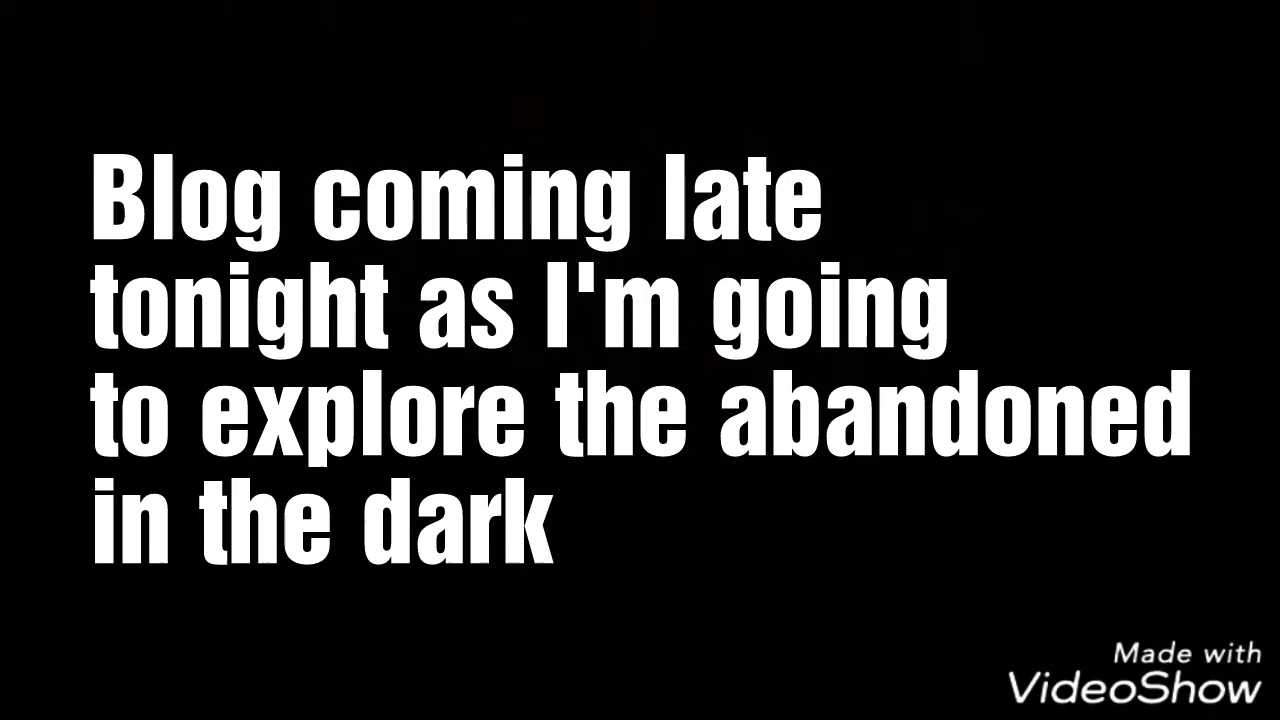 Blog coming late
tonight as I'm going
to explore the abandoned
in the dark
Made with
VideoShow